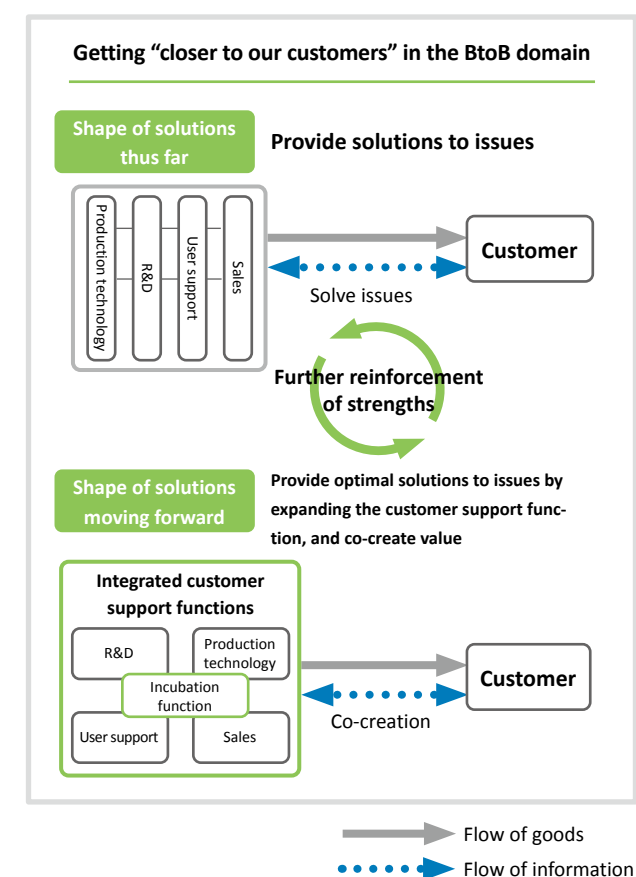 Getting “closer to our customers” in the BtoB domain
Shape of solutions
thus far
Provide solutions to issues
Production technology
R&D
User support
Sales
Customer
Solve issues
Further reinforcement
of strengths
Shape of solutions
moving forward
Provide optimal solutions to issues by
expanding the customer support func-
tion, and co-create value
Integrated customer
support functions
R&D
Production
technology
Incubation
function
User support
Sales
Customer
Co-creation
Flow of goods
Flow of information